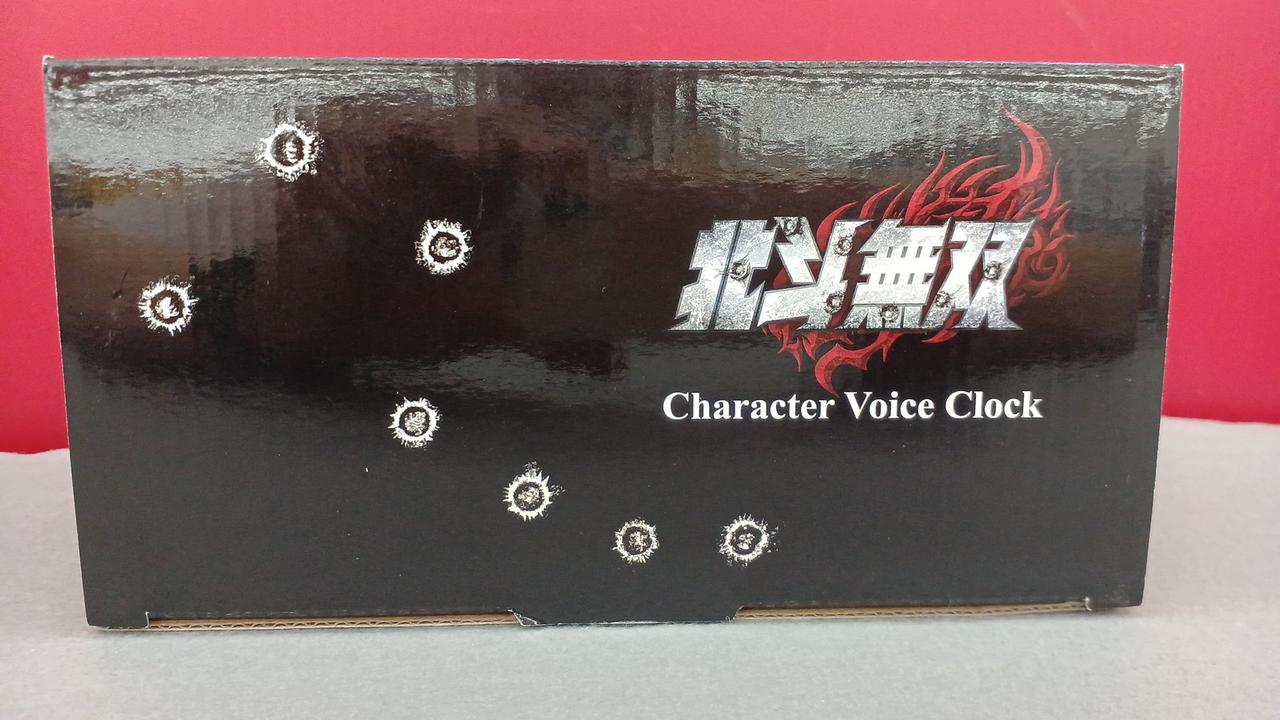 北斗無双
Character Voice Clock